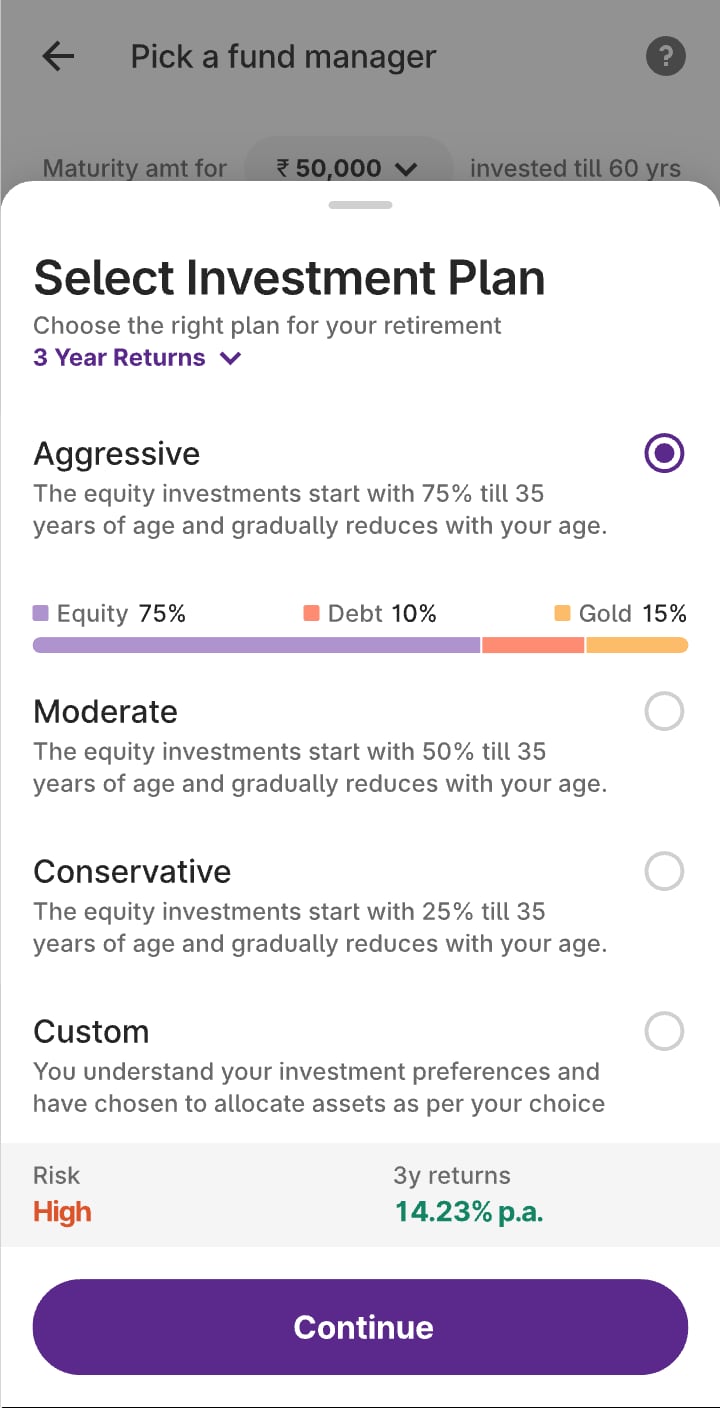 Pick a fund manager
?
Maturity amt for ₹ 50,000 invested till 60 yrs
Select Investment Plan
Choose the right plan for your retirement
3 Year Returns
Aggressive
The equity investments start with 75% till 35
years of age and gradually reduces with your age.
Equity 75% Debt 10% Gold 15%
Moderate
The equity investments start with 50% till 35
years of age and gradually reduces with your age.
Conservative
The equity investments start with 25% till 35
years of age and gradually reduces with your age.
Custom
You understand your investment preferences and
have chosen to allocate assets as per your choice
Risk 3y returns
High 14.23% p.a.
Continue